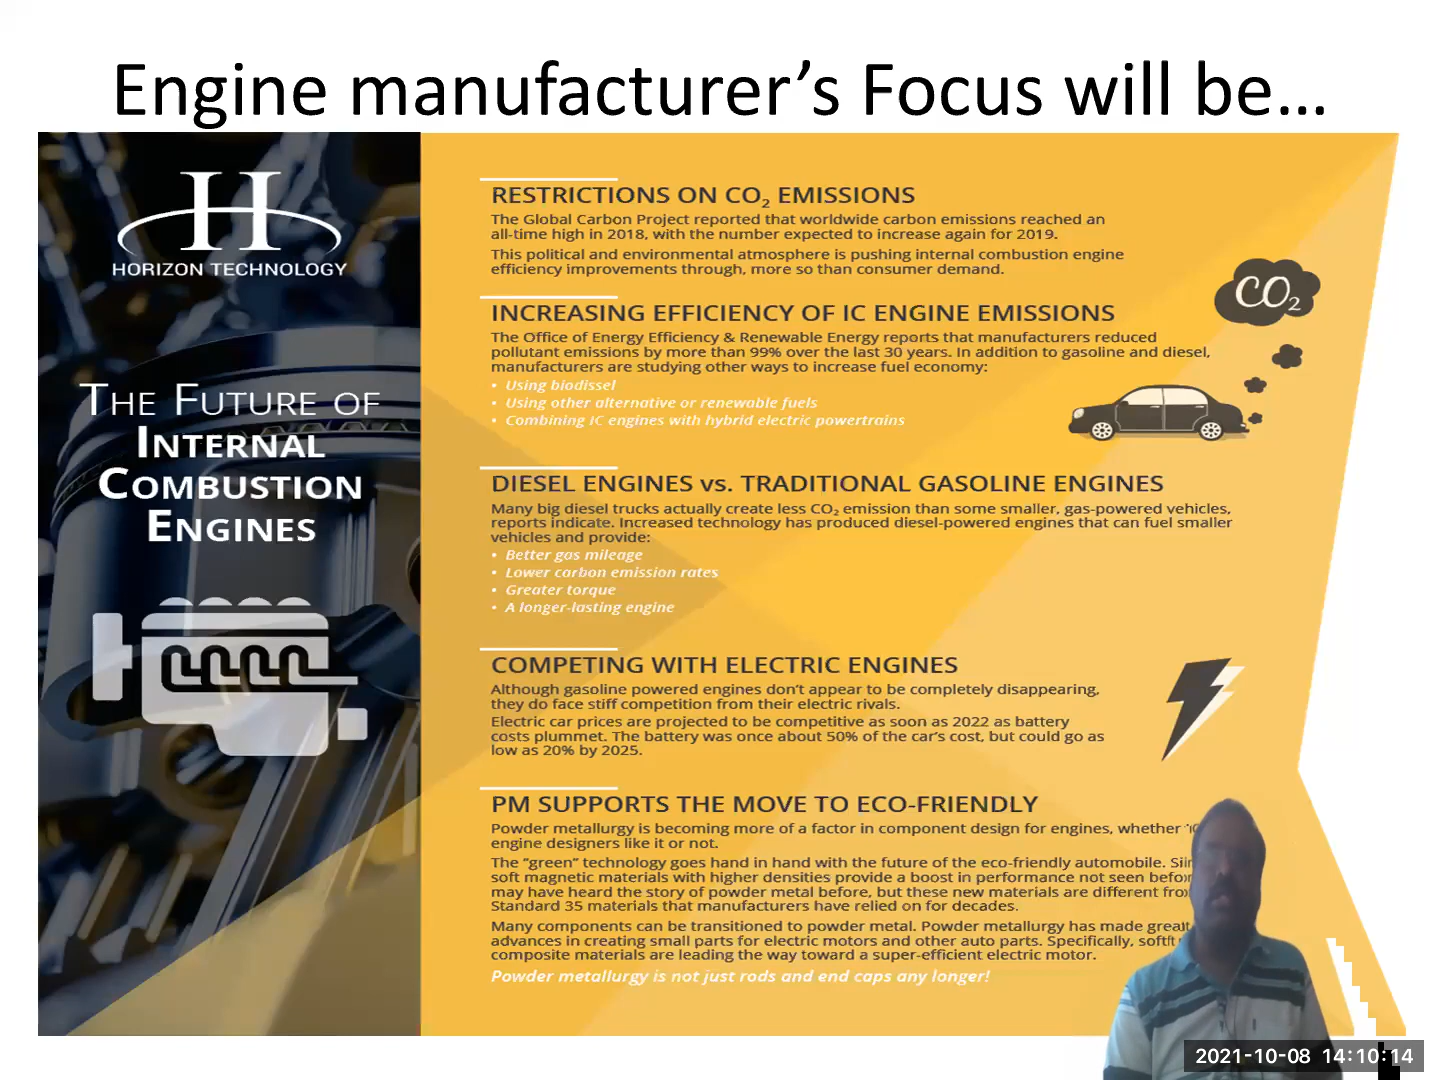 Engine manufacturer’s Focus will be...
H
HORIZON TECHNOLOGY
THE FUTURE OF
INTERNAL
COMBUSTION
ENGINES
RESTRICTIONS ON CO₂ EMISSIONS
The Global Carbon Project reported that worldwide carbon emissions reached an
all-time high in 2018, with the number expected to increase again for 2019.
This political and environmental atmosphere is pushing internal combustion engine
efficiency improvements through, more so than consumer demand.
CO₂
INCREASING EFFICIENCY OF IC ENGINE EMISSIONS
The Office of Energy Efficiency & Renewable Energy reports that manufacturers reduced
pollutant emissions by more than 99% over the last 30 years. In addition to gasoline and diesel,
manufacturers are studying other ways to increase fuel economy:
• Using biodissel
• Using other alternative or renewable fuels
• Combining IC engines with hybrid electric powertrains
DIESEL ENGINES vs. TRADITIONAL GASOLINE ENGINES
Many big diesel trucks actually create less CO₂ emission than some smaller, gas-powered vehicles,
reports indicate. Increased technology has produced diesel-powered engines that can fuel smaller
vehicles and provide:
• Better gas mileage
• Lower carbon emission rates
• Greater torque
• A longer-lasting engine
COMPETING WITH ELECTRIC ENGINES
Although gasoline powered engines don’t appear to be completely disappearing,
they do face stiff competition from their electric rivals.
Electric car prices are projected to be competitive as soon as 2022 as battery
costs plummet. The battery was once about 50% of the car’s cost, but could go as
low as 20% by 2025.
PM SUPPORTS THE MOVE TO ECO-FRIENDLY
Powder metallurgy is becoming more of a factor in component design for engines, whether
engine designers like it or not.
The “green” technology goes hand in hand with the future of the eco-friendly automobile.
soft magnetic materials with higher densities provide a boost in performance not seen
may have heard the story of powder metal before, but these new materials are different
Standard 35 materials that manufacturers have relied on for decades.
Many components can be transitioned to powder metal. Powder metallurgy has made great
advances in creating small parts for electric motors and other auto parts. Specifically, soft
composite materials are leading the way toward a super-efficient electric motor.
Powder metallurgy is not just rods and end caps any longer!
2021-10-08 14:10:14